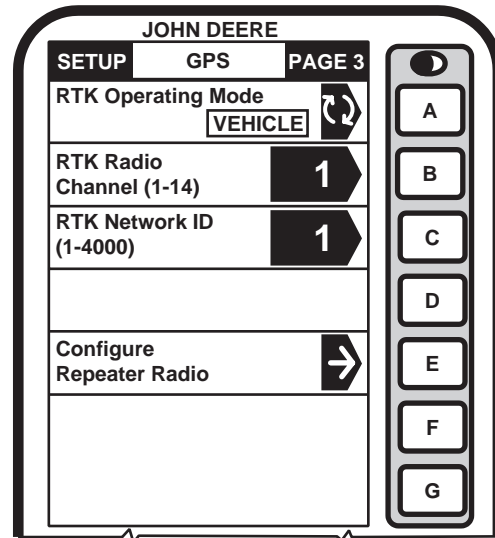 JOHN DEERE
SETUP GPS PAGE 3
RTK Operating Mode
VEHICLE
A
RTK Radio
Channel (1-14)
1
B
RTK Network ID
(1-4000)
1
C
D
Configure
Repeater Radio
E
F
G